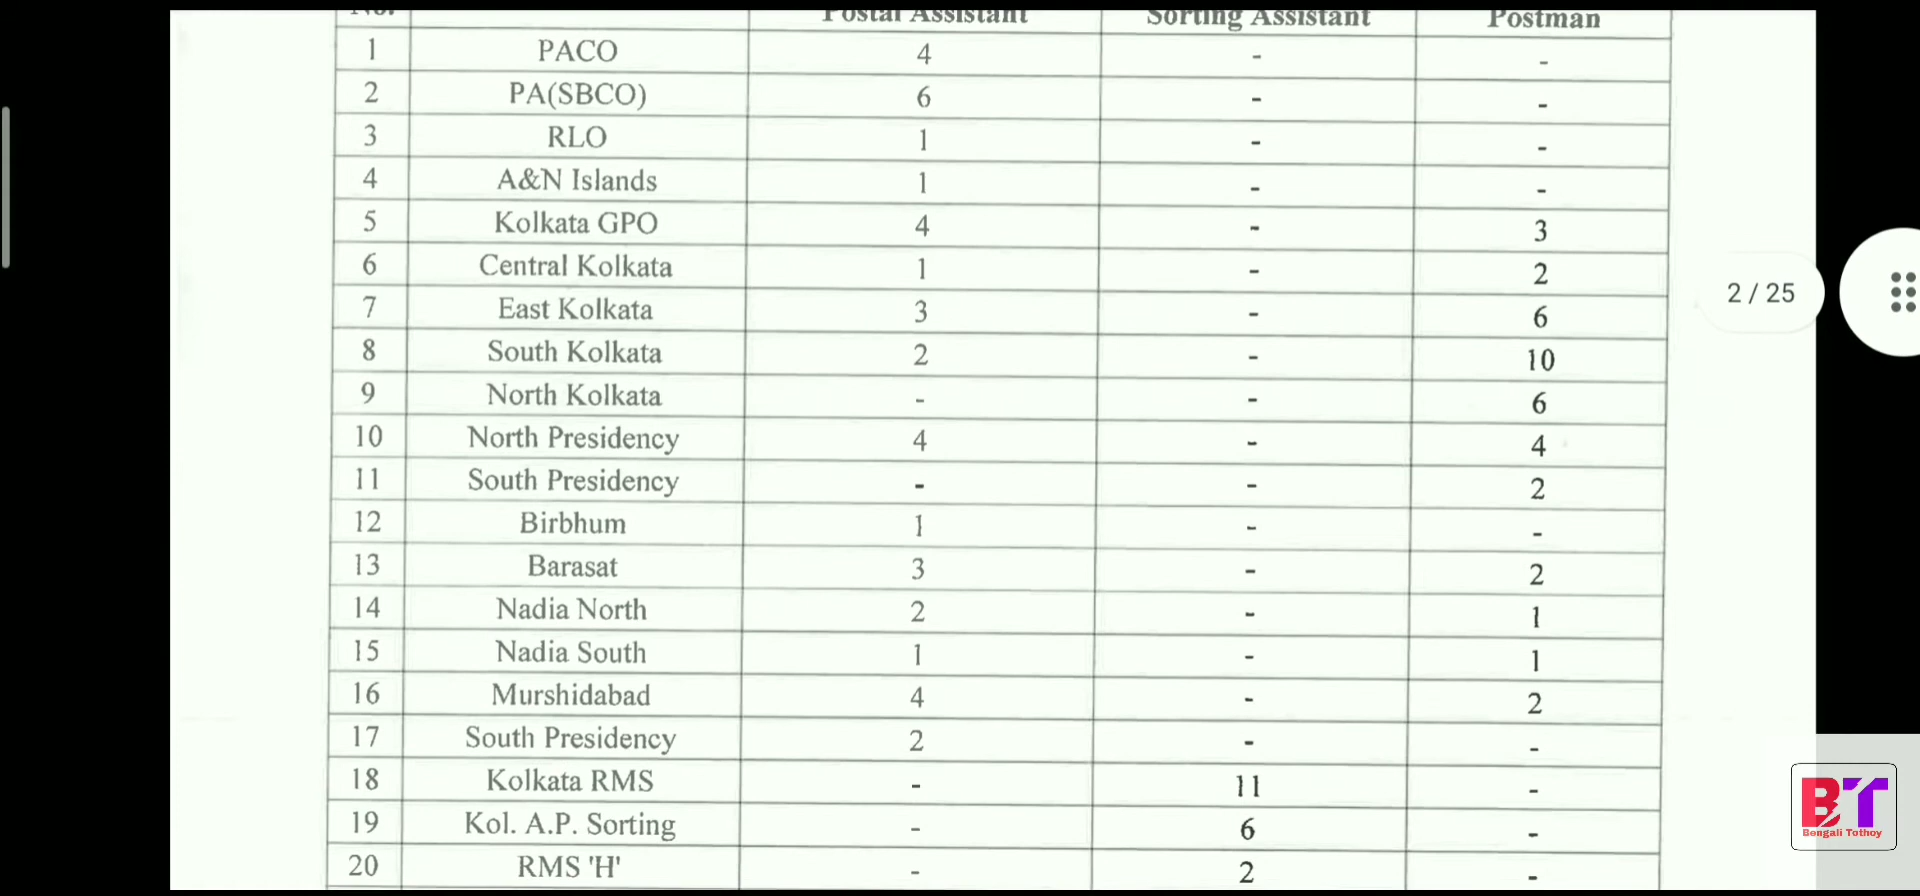 No.
Postal Assistant Sorting Assistant Postman
1 PACO 4 - -
2 PA(SBCO) 6 - -
3 RLO 1 - -
4 A&N Islands 1 - -
5 Kolkata GPO 4 - 3
6 Central Kolkata 1 - 2
7 East Kolkata 3 - 6
8 South Kolkata 2 - 10
9 North Kolkata - - 6
10 North Presidency 4 - 4
11 South Presidency - - 2
12 Birbhum 1 - -
13 Barasat 3 - 2
14 Nadia North 2 - 1
15 Nadia South 1 - 1
16 Murshidabad 4 - 2
17 South Presidency 2 - -
18 Kolkata RMS - 11 -
19 Kol. A.P. Sorting - 6 -
20 RMS 'H' - 2 -
2 / 25
BT
Bengali Tothoy